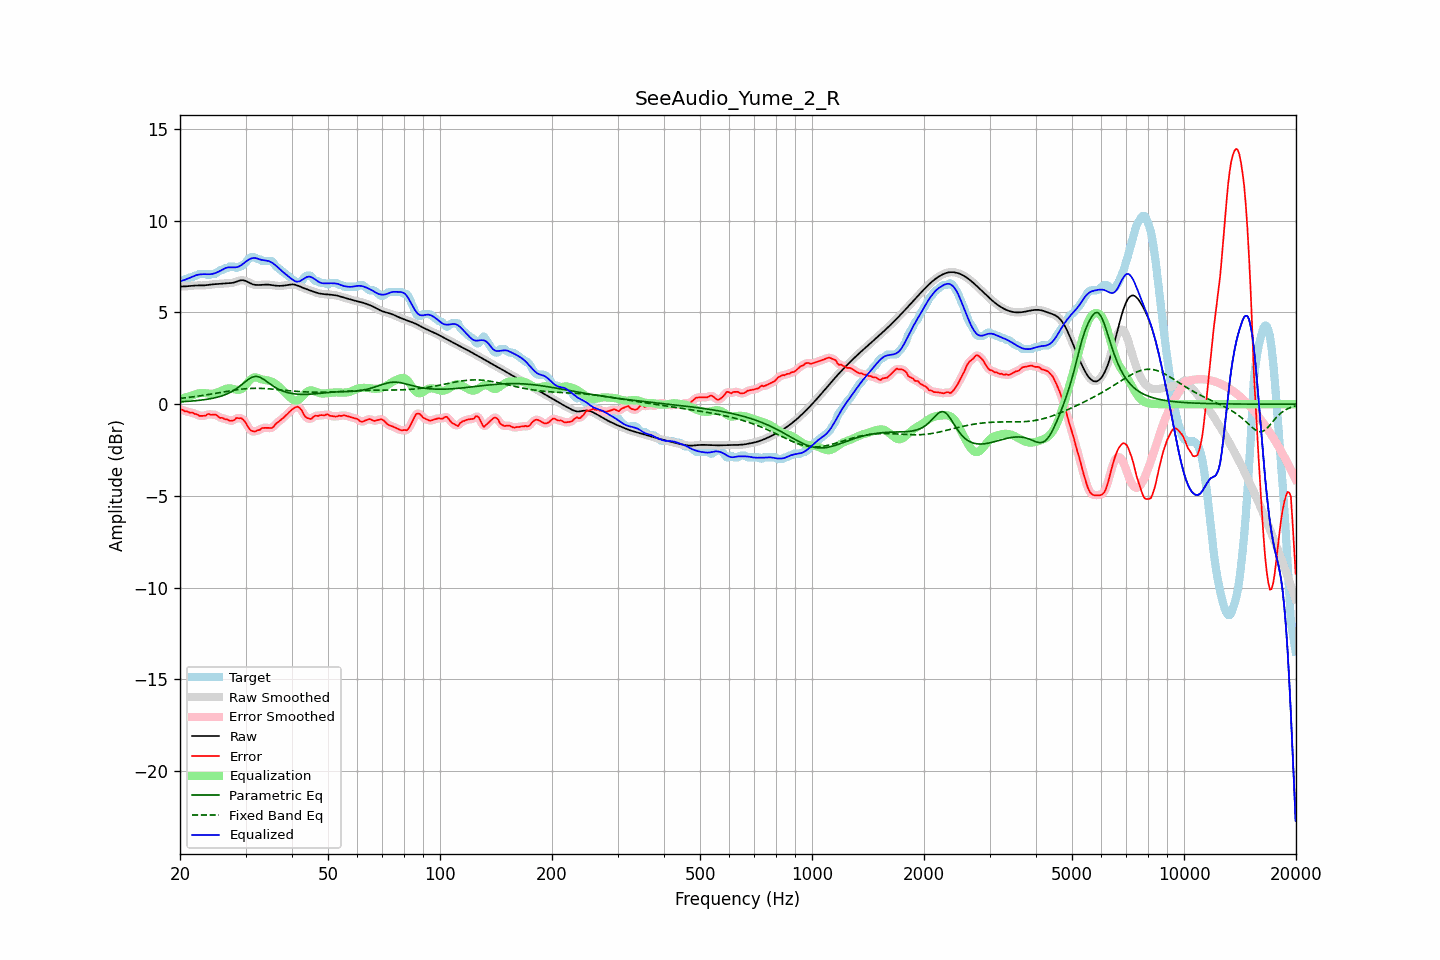 SeeAudio_Yume_2_R
Amplitude (dBr)
15
10
5
0
−5
−10
−15
−20
Target
Raw Smoothed
Error Smoothed
Raw
Error
Equalization
Parametric Eq
Fixed Band Eq
Equalized
20 50 100 200 500 1000 2000 5000 10000 20000
Frequency (Hz)